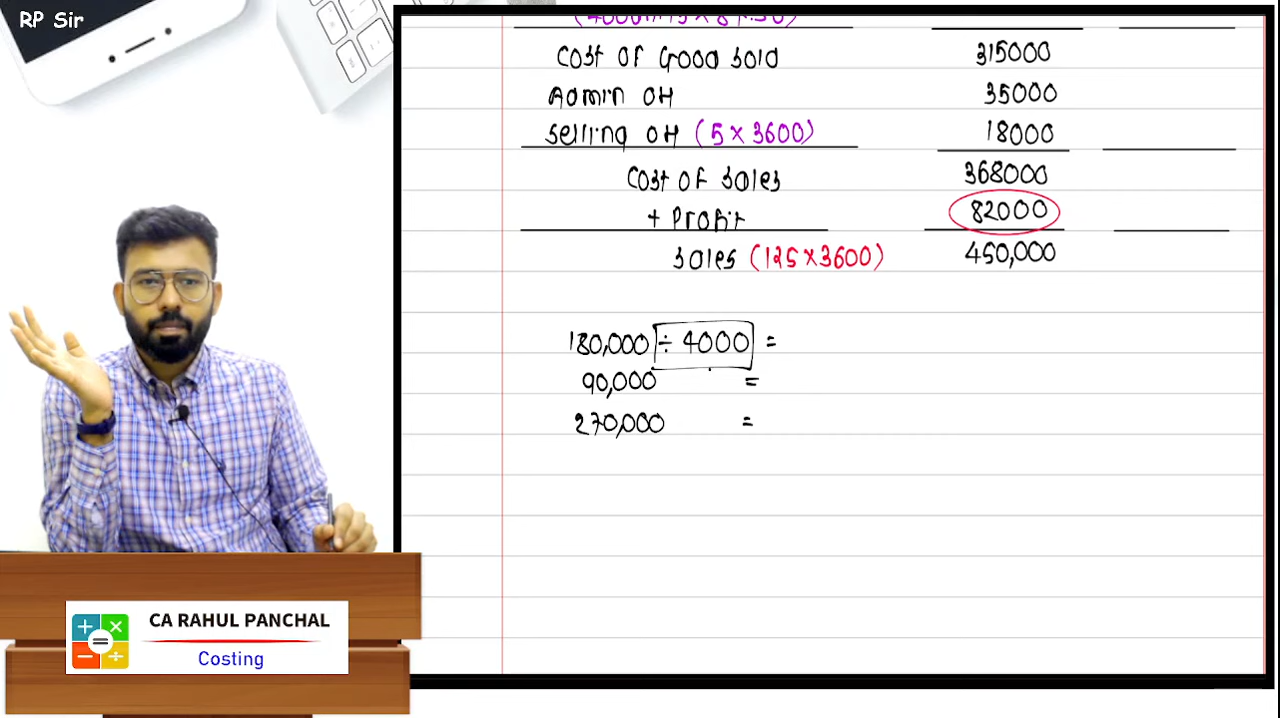 RP Sir
Cost of Good Sold 315000
Admin OH 35000
Selling OH (5 × 3600) 18000
Cost of Sales 368000
+ Profit 82000
Sales (125 × 3600) 450,000
180,000 ÷ 4000 =
90,000 =
270,000 =
CA RAHUL PANCHAL
Costing